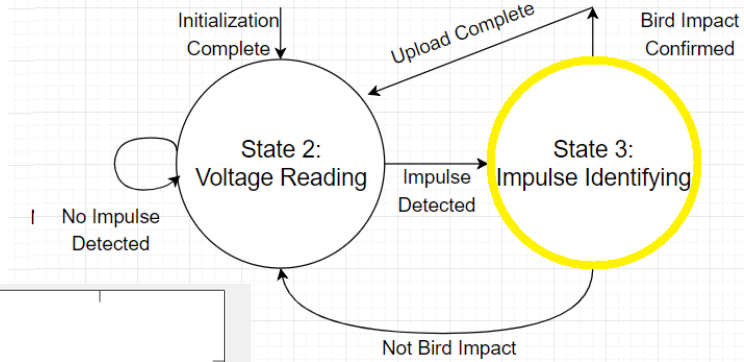 Initialization
Complete
Upload Complete
Bird Impact
Confirmed
State 2:
Voltage Reading
Impulse
Detected
State 3:
Impulse Identifying
No Impulse
Detected
Not Bird Impact